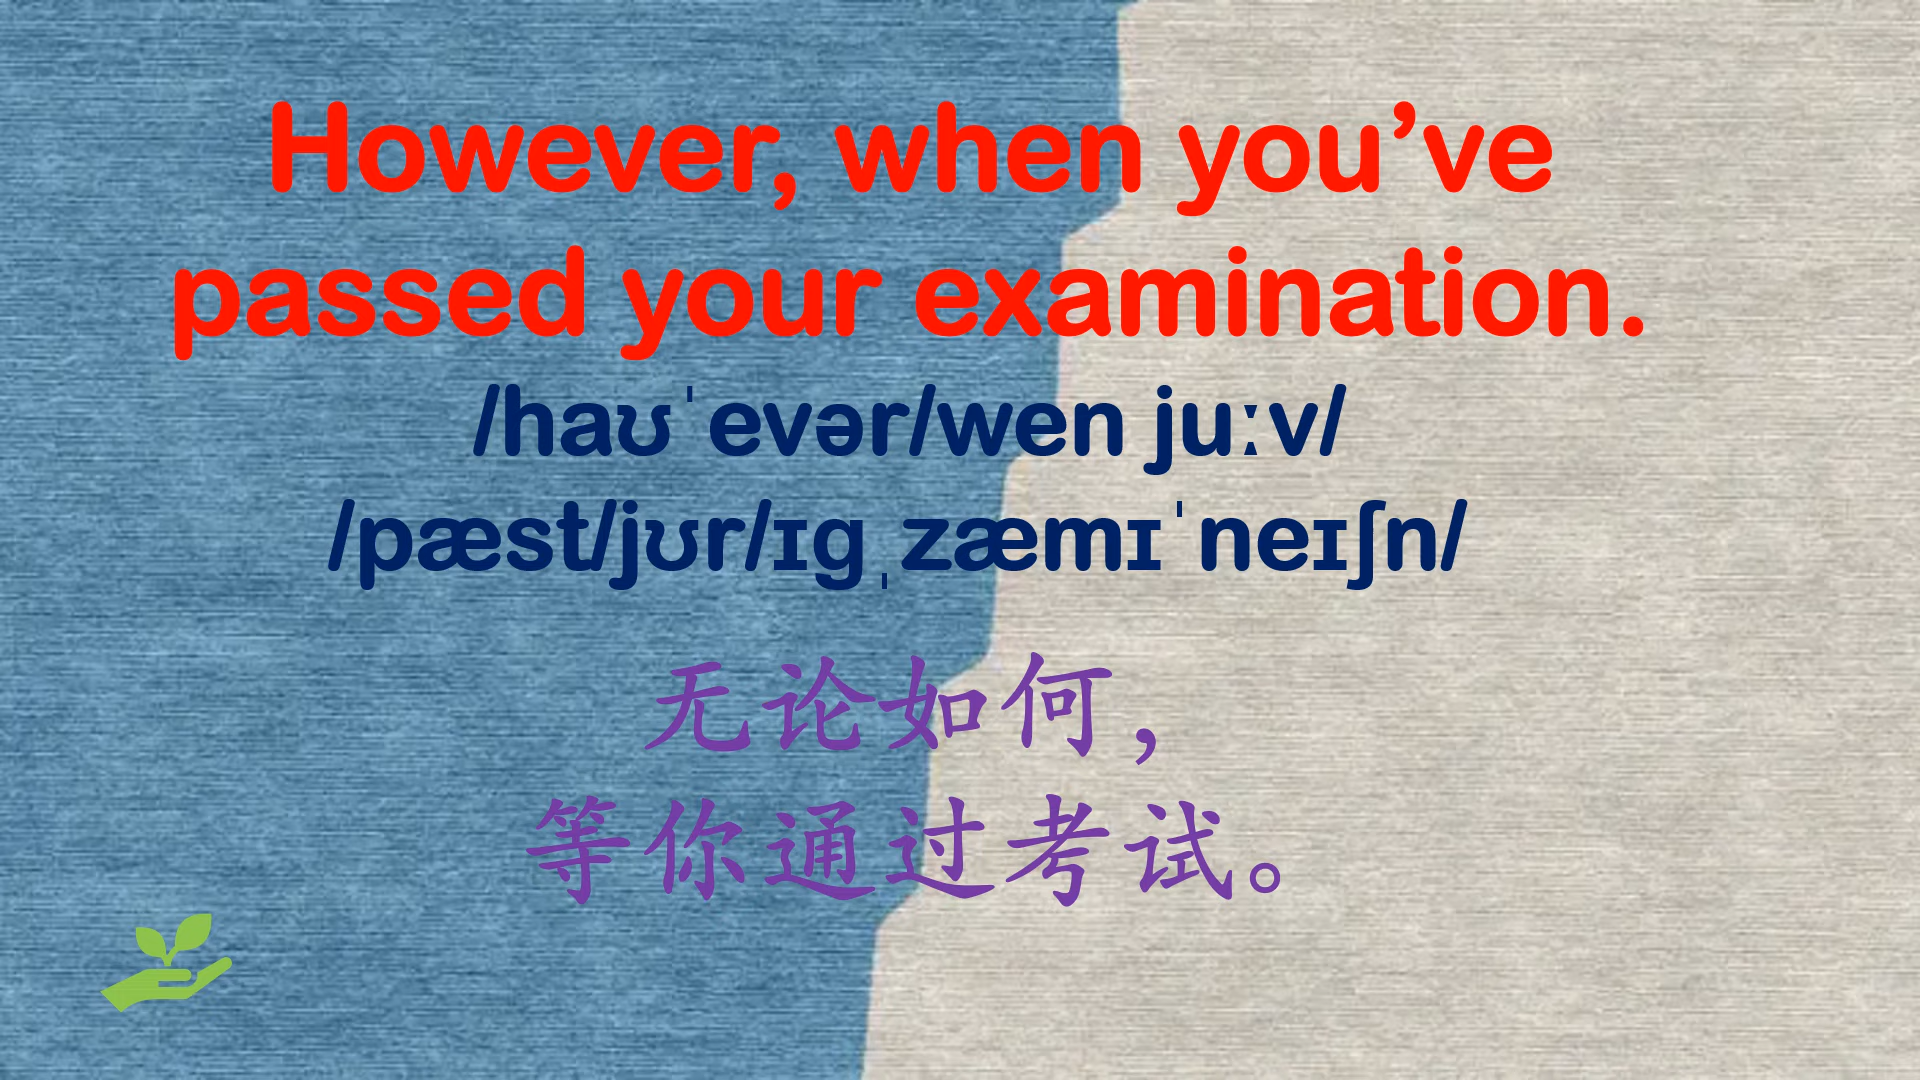 However, when you’ve
passed your examination.
/haʊˈevər/wen juːv/
/pæst/jʊr/ɪgˌzæmɪˈneɪʃn/
无论如何，
等你通过考试。